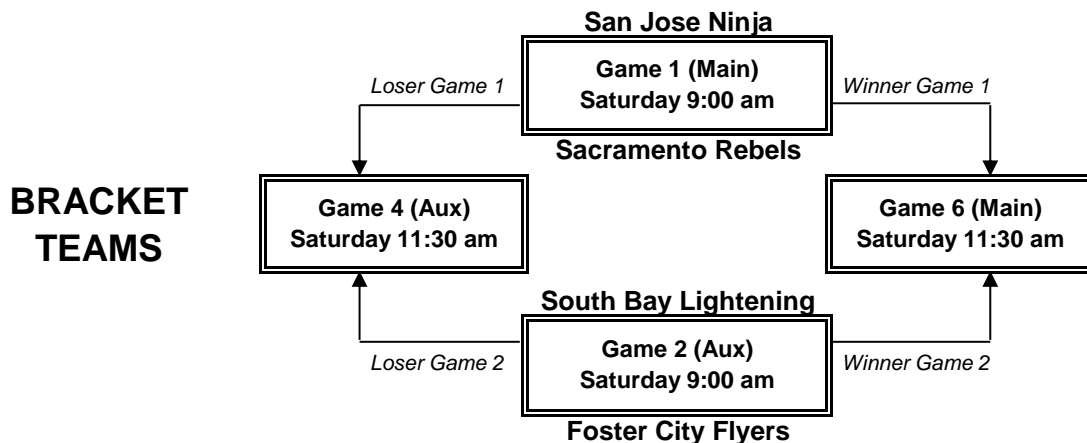 San Jose Ninja
Game 1 (Main)
Saturday 9:00 am
Loser Game 1
Winner Game 1
Sacramento Rebels
BRACKET
TEAMS
Game 4 (Aux)
Saturday 11:30 am
Game 6 (Main)
Saturday 11:30 am
South Bay Lightening
Game 2 (Aux)
Saturday 9:00 am
Loser Game 2
Winner Game 2
Foster City Flyers